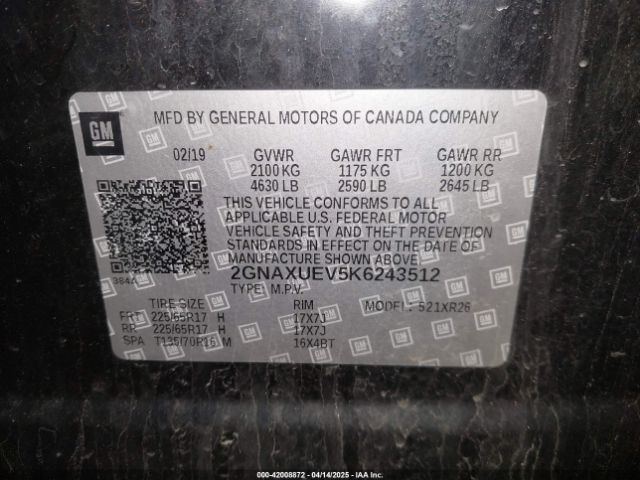 GM
MFD BY GENERAL MOTORS OF CANADA COMPANY
02/19 GVWR GAWR FRT GAWR RR
2100 KG 1175 KG 1200 KG
4630 LB 2590 LB 2645 LB
THIS VEHICLE CONFORMS TO ALL
APPLICABLE U.S. FEDERAL MOTOR
VEHICLE SAFETY AND THEFT PREVENTION
STANDARDS IN EFFECT ON THE DATE OF
MANUFACTURE SHOWN ABOVE.
384A
2GNAXUEV5K6243512
TYPE: M.P.V.
TIRE SIZE RIM MODEL: 521XR26
FRT 225/65R17 H 17X7J
RR 225/65R17 H 17X7J
SPA T135/70R16 M 16X4BT
000-42008872 - 04/14/2025 - IAA Inc.